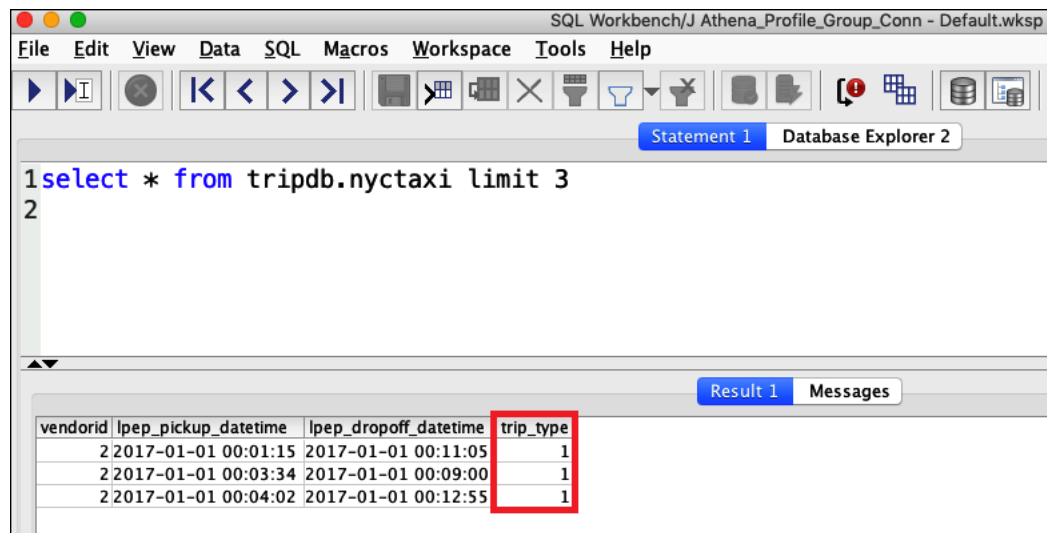 SQL Workbench/J Athena_Profile_Group_Conn - Default.wksp
File Edit View Data SQL Macros Workspace Tools Help
Statement 1 Database Explorer 2
1 select * from tripdb.nyctaxi limit 3
2
Result 1 Messages
vendorid lpep_pickup_datetime lpep_dropoff_datetime trip_type
2 2017-01-01 00:01:15 2017-01-01 00:11:05 1
2 2017-01-01 00:03:34 2017-01-01 00:09:00 1
2 2017-01-01 00:04:02 2017-01-01 00:12:55 1